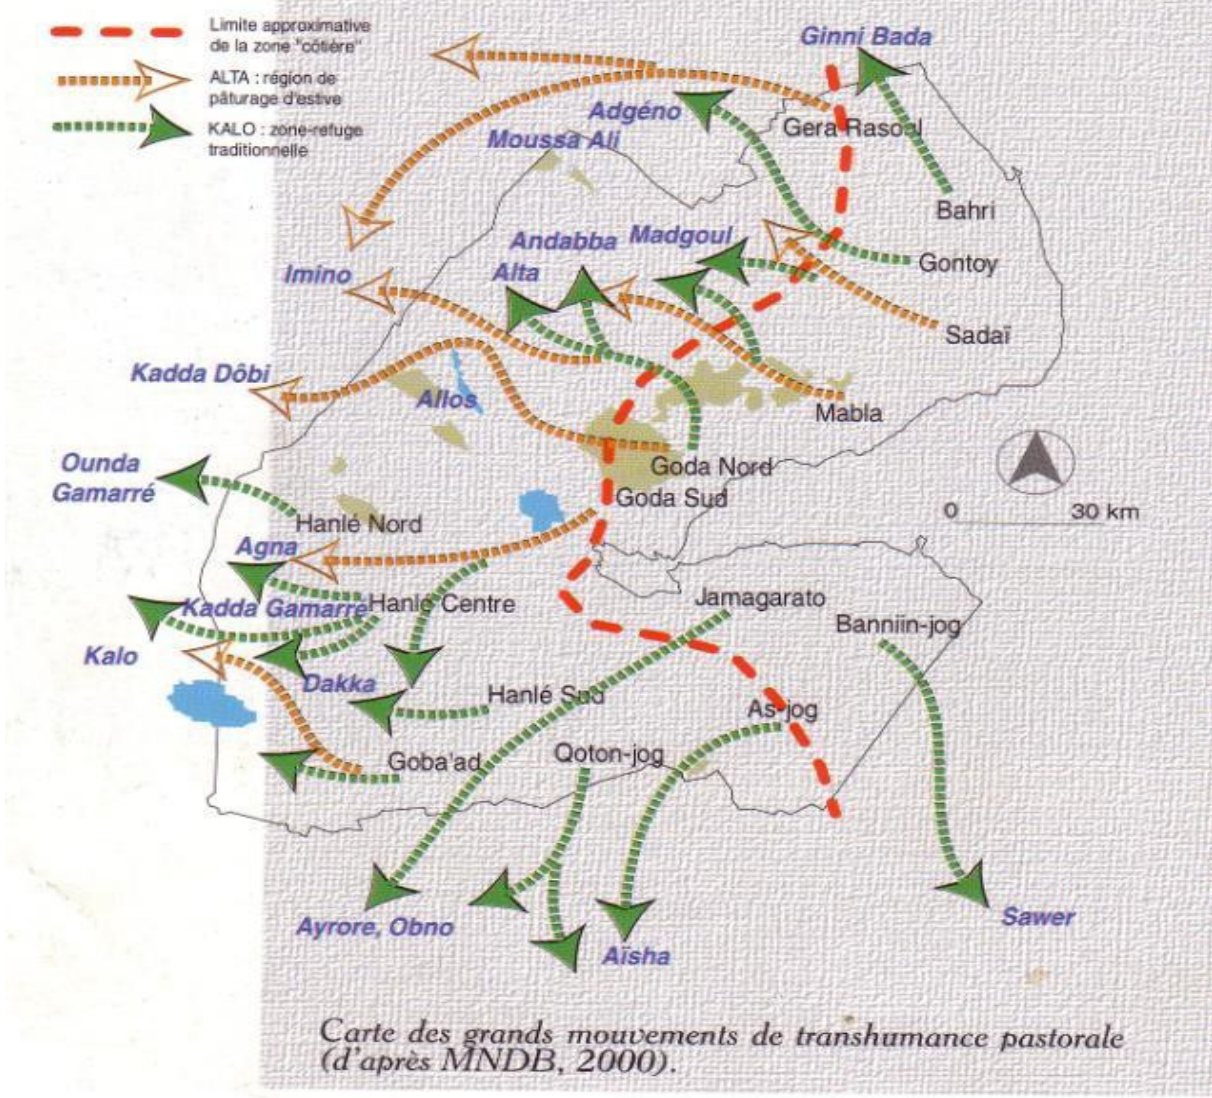 Limite approximative
de la zone "côtière"
ALTA : région de
pâturage d'estive
KALO : zone-refuge
traditionnelle
Ginni Bada
Adgéno
Gera Rasoul
Moussa Ali
Bahri
Andabba
Madgoul
Gontoy
Imino
Alta
Sadaï
Kadda Dôbi
Allos
Mabla
Ounda
Gamarré
Goda Nord
Goda Sud
0 30 km
Hanlé Nord
Agna
Kadda Gamarré
Hanlé Centre
Jamagarato
Banniin-jog
Kalo
Dakka
Hanlé Sud
As-jog
Goba'ad
Qoton-jog
Ayrore, Obno
Aïsha
Sawer
Carte des grands mouvements de transhumance pastorale
(d'après MNDB, 2000).